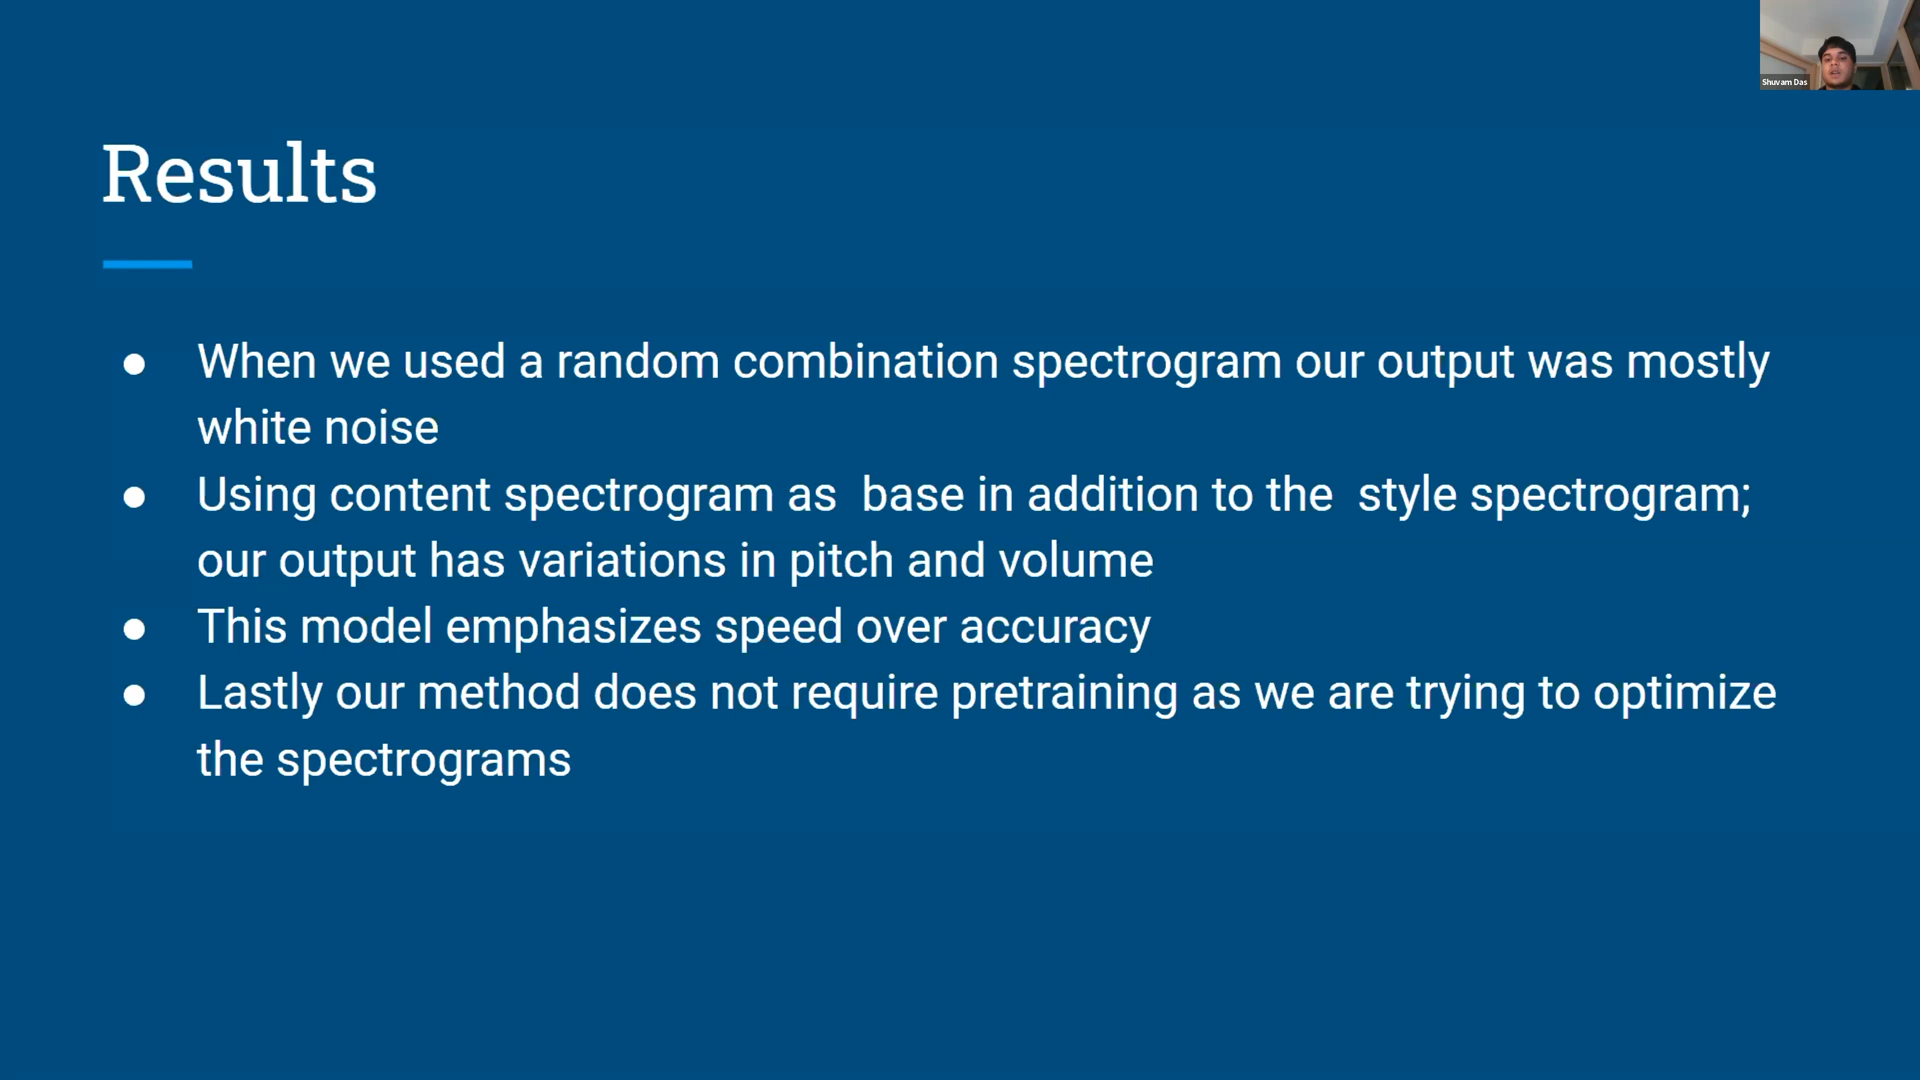 Shuvam Das
Results
● When we used a random combination spectrogram our output was mostly
white noise
● Using content spectrogram as  base in addition to the  style spectrogram;
our output has variations in pitch and volume
● This model emphasizes speed over accuracy
● Lastly our method does not require pretraining as we are trying to optimize
the spectrograms